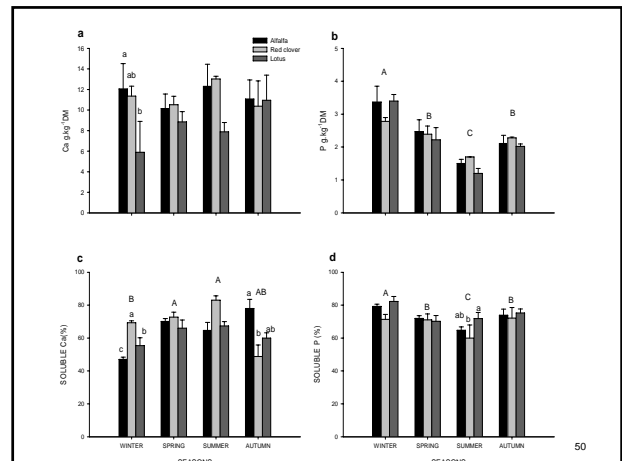 a
Alfalfa
Red clover
Lotus
Ca g.kg⁻¹DM
16
14
12
10
8
6
4
2
0
a
ab
b
b
P g.kg⁻¹DM
5
4
3
2
1
0
A
B
C
B
c
SOLUBLE Ca(%)
100
80
60
40
20
0
B
A
A
AB
c
a
b
a
b
ab
WINTER SPRING SUMMER AUTUMN
d
SOLUBLE P (%)
100
80
60
40
20
0
A
B
C
B
ab
b
a
WINTER SPRING SUMMER AUTUMN
50